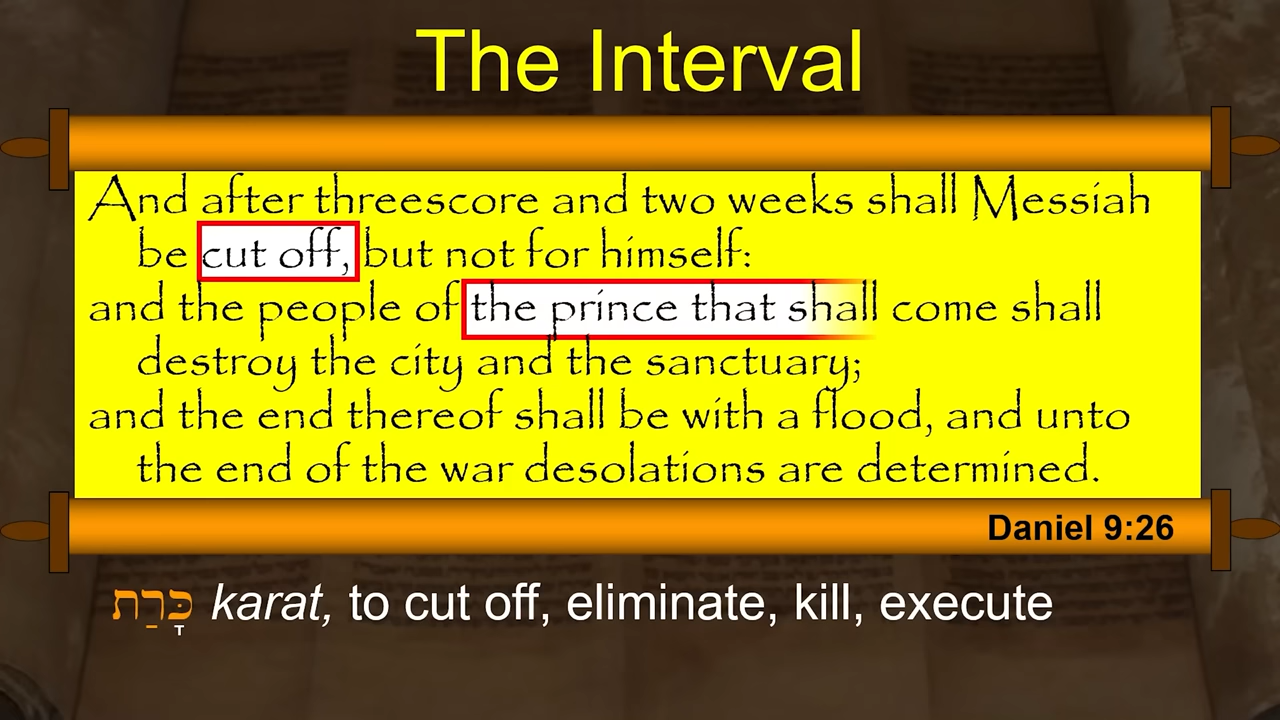 The Interval
And after threescore and two weeks shall Messiah
be cut off, but not for himself:
and the people of the prince that shall come shall
destroy the city and the sanctuary;
and the end thereof shall be with a flood, and unto
the end of the war desolations are determined.
Daniel 9:26
כָּרַת karat, to cut off, eliminate, kill, execute